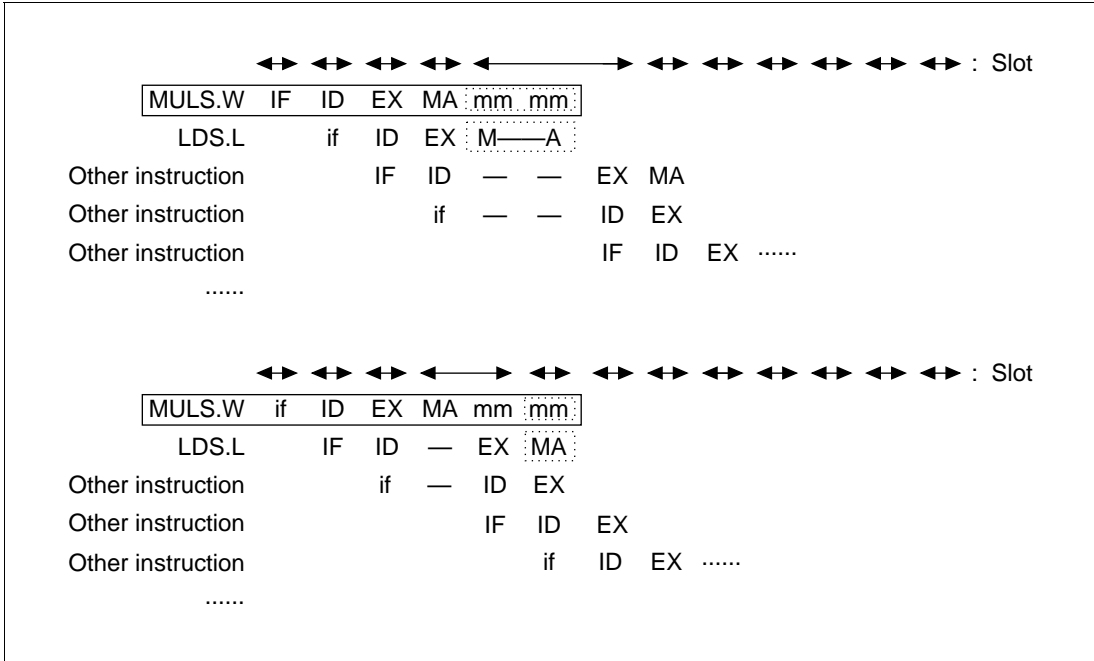 : Slot
MULS.W IF ID EX MA mm mm
LDS.L if ID EX M——A
Other instruction IF ID — — EX MA
Other instruction if — — ID EX
Other instruction IF ID EX ......
......
: Slot
MULS.W if ID EX MA mm mm
LDS.L IF ID — EX MA
Other instruction if — ID EX
Other instruction IF ID EX
Other instruction if ID EX ......
......